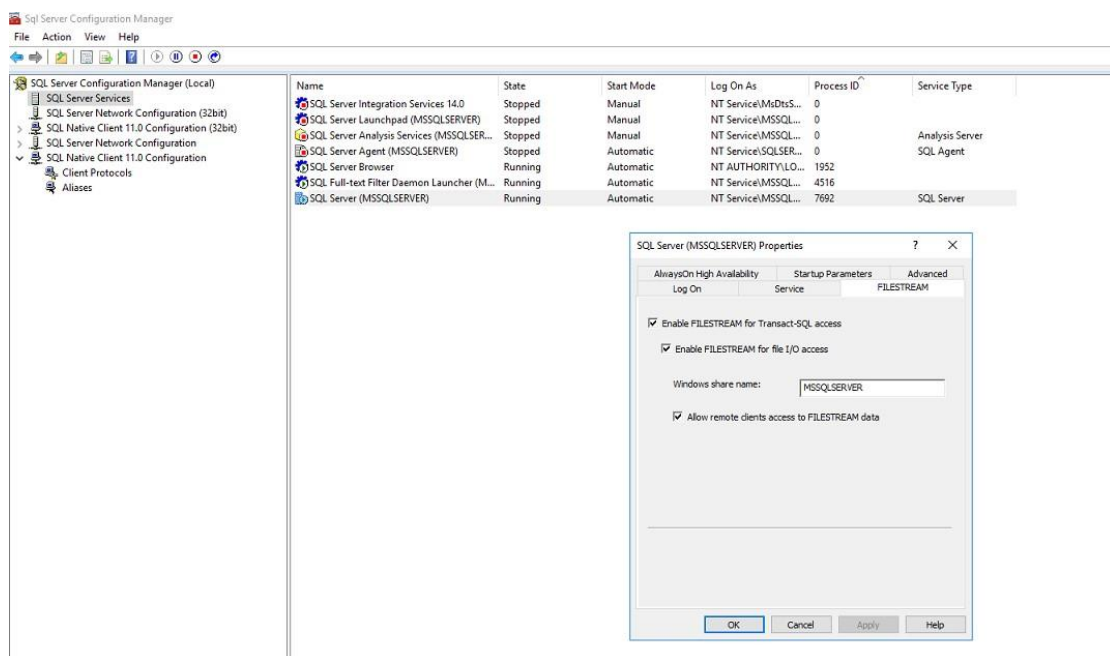 Sql Server Configuration Manager
File Action View Help
SQL Server Configuration Manager (Local)
SQL Server Services
SQL Server Network Configuration (32bit)
SQL Native Client 11.0 Configuration (32bit)
SQL Server Network Configuration
SQL Native Client 11.0 Configuration
Client Protocols
Aliases
Name State Start Mode Log On As Process ID Service Type
SQL Server Integration Services 14.0 Stopped Manual NT Service\MsDtsS... 0
SQL Server Launchpad (MSSQLSERVER) Stopped Manual NT Service\MSSQL... 0
SQL Server Analysis Services (MSSQLSER... Stopped Manual NT Service\MSSQL... 0 Analysis Server
SQL Server Agent (MSSQLSERVER) Stopped Automatic NT Service\SQLSER... 0 SQL Agent
SQL Server Browser Running Automatic NT AUTHORITY\LO... 1952
SQL Full-text Filter Daemon Launcher (M... Running Automatic NT Service\MSSQL... 4516
SQL Server (MSSQLSERVER) Running Automatic NT Service\MSSQL... 7692 SQL Server
SQL Server (MSSQLSERVER) Properties ? X
AlwaysOn High Availability Startup Parameters Advanced
Log On Service FILESTREAM
Enable FILESTREAM for Transact-SQL access
Enable FILESTREAM for file I/O access
Windows share name: MSSQLSERVER
Allow remote clients access to FILESTREAM data
OK Cancel Apply Help